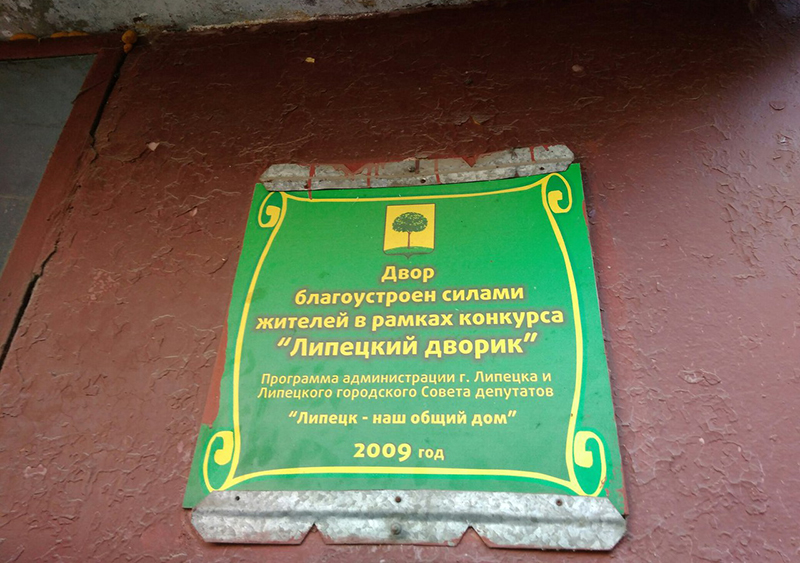 Двор
благоустроен силами
жителей в рамках конкурса
“Липецкий дворик”
Программа администрации г. Липецка и
Липецкого городского Совета депутатов
“Липецк - наш общий дом”
2009 год